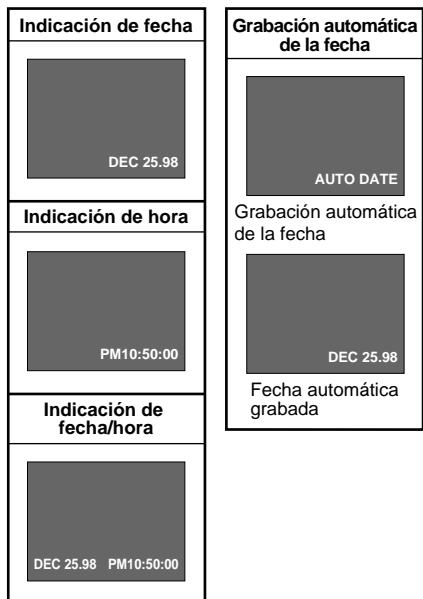 Indicación de fecha
DEC 25.98
Indicación de hora
PM10:50:00
Indicación de
fecha/hora
DEC 25.98 PM10:50:00
Grabación automática
de la fecha
AUTO DATE
Grabación automática
de la fecha
DEC 25.98
Fecha automática
grabada